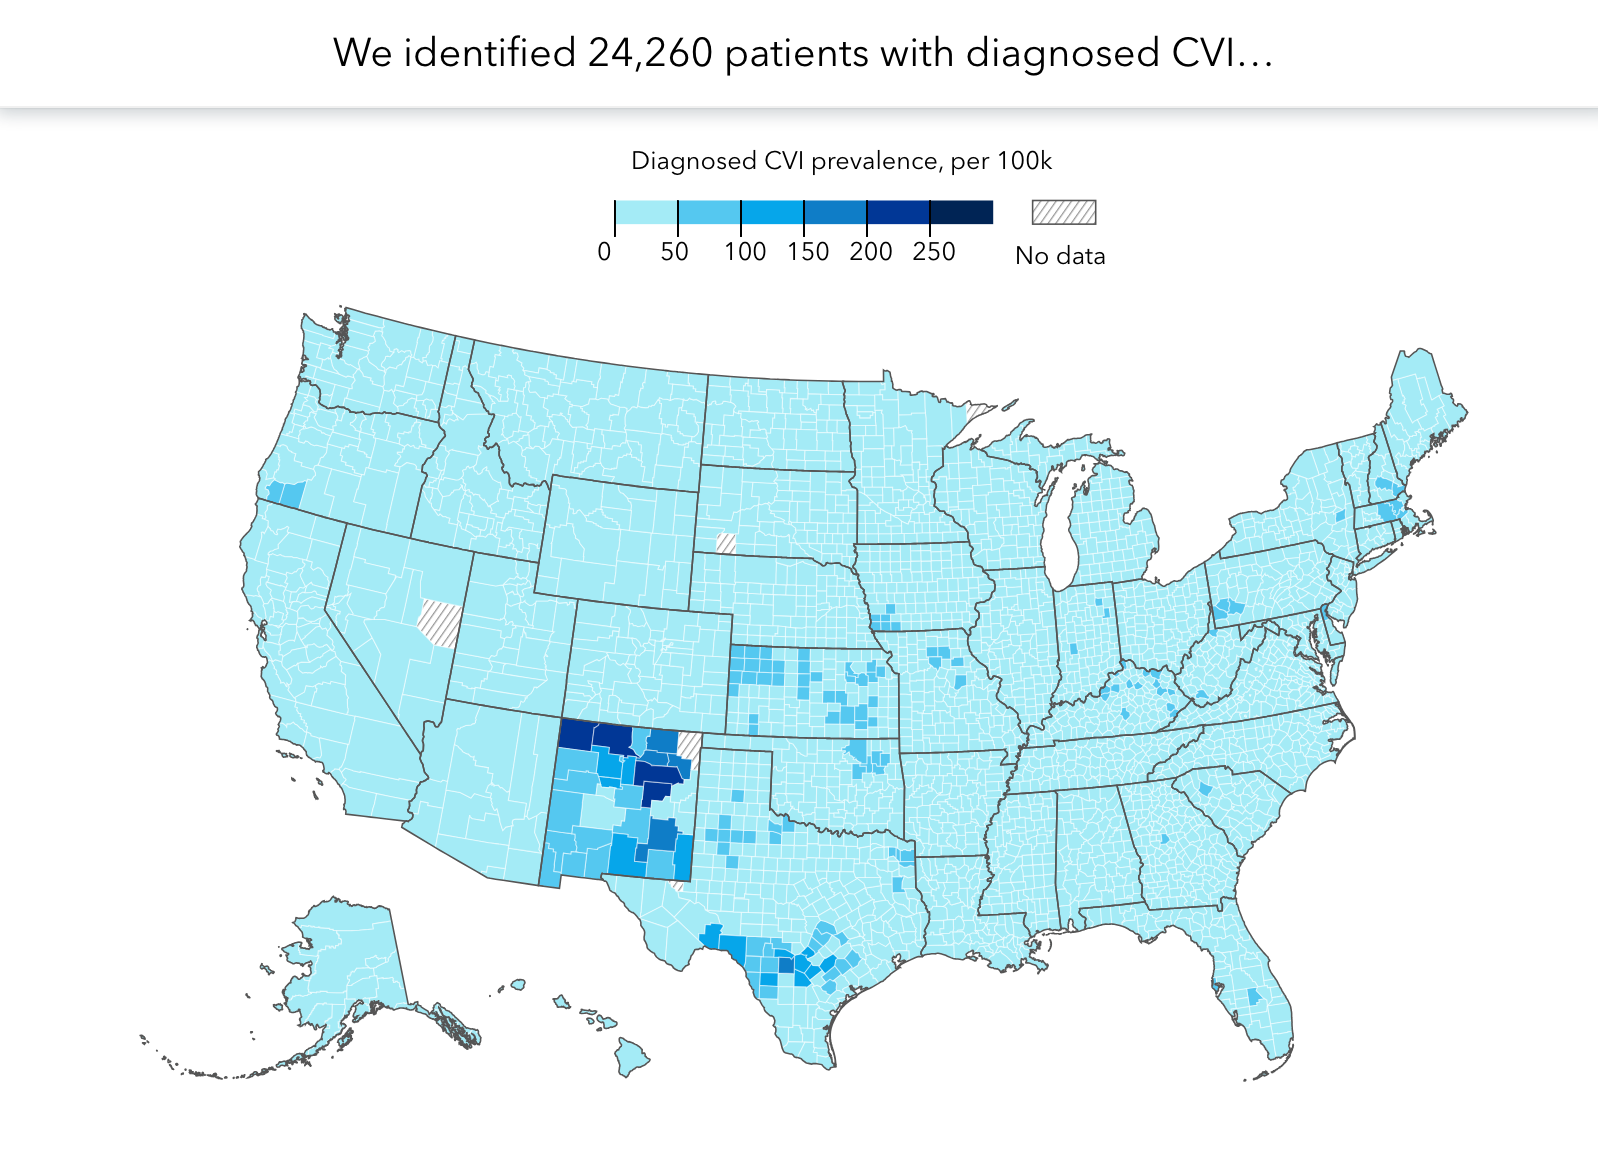 We identified 24,260 patients with diagnosed CVI…
Diagnosed CVI prevalence, per 100k
0 50 100 150 200 250
No data